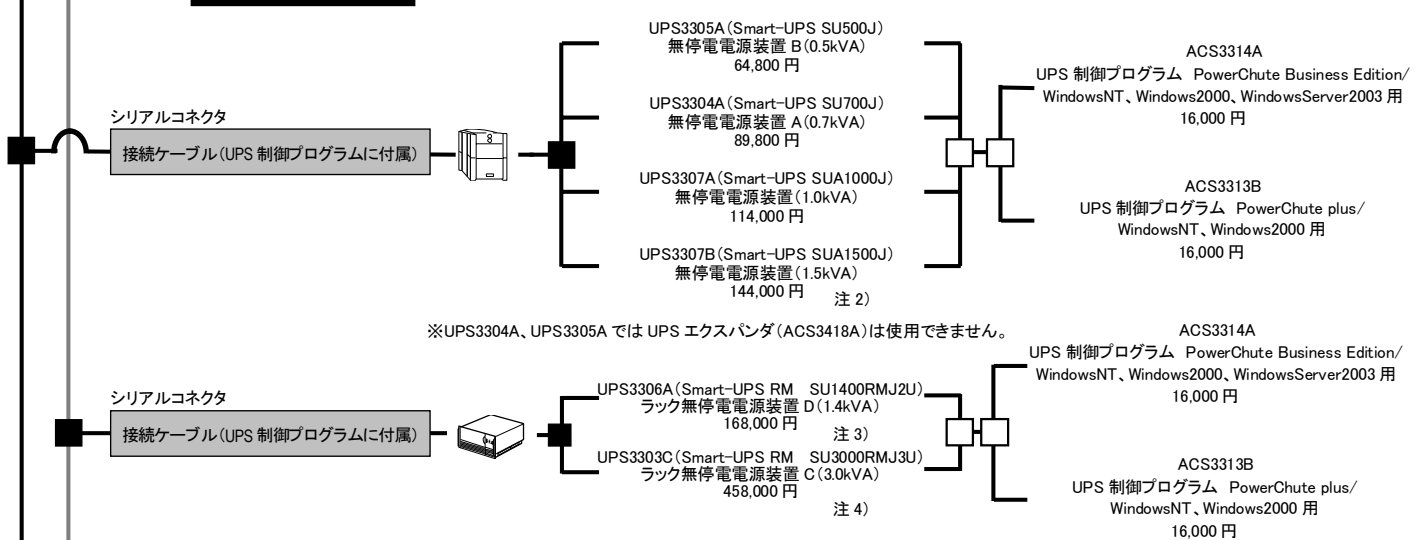 シリアルコネクタ
接続ケーブル(UPS 制御プログラムに付属)
UPS3305A(Smart-UPS SU500J)
無停電電源装置 B(0.5kVA)
64,800 円
UPS3304A(Smart-UPS SU700J)
無停電電源装置 A(0.7kVA)
89,800 円
UPS3307A(Smart-UPS SUA1000J)
無停電電源装置(1.0kVA)
114,000 円
UPS3307B(Smart-UPS SUA1500J)
無停電電源装置(1.5kVA)
144,000 円 注 2)
ACS3314A
UPS 制御プログラム PowerChute Business Edition/
WindowsNT、Windows2000、WindowsServer2003 用
16,000 円
ACS3313B
UPS 制御プログラム PowerChute plus/
WindowsNT、Windows2000 用
16,000 円
※UPS3304A、UPS3305A では UPS エクスパンダ(ACS3418A)は使用できません。
シリアルコネクタ
接続ケーブル(UPS 制御プログラムに付属)
UPS3306A(Smart-UPS RM SU1400RMJ2U)
ラック無停電電源装置 D(1.4kVA)
168,000 円 注 3)
UPS3303C(Smart-UPS RM SU3000RMJ3U)
ラック無停電電源装置 C(3.0kVA)
458,000 円
注 4)
ACS3314A
UPS 制御プログラム PowerChute Business Edition/
WindowsNT、Windows2000、WindowsServer2003 用
16,000 円
ACS3313B
UPS 制御プログラム PowerChute plus/
WindowsNT、Windows2000 用
16,000 円